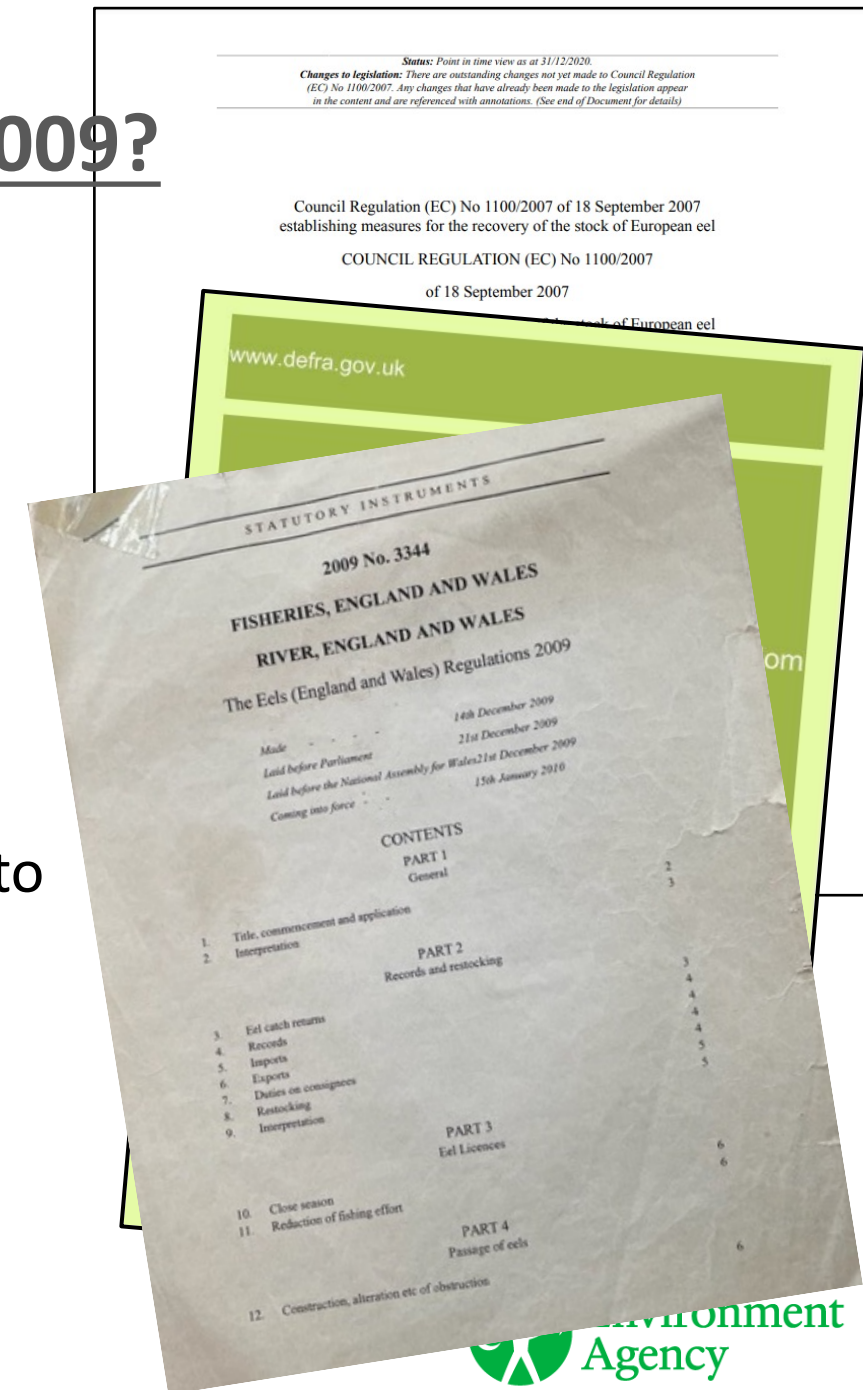 009?
Status: Point in time view as at 31/12/2020.
Changes to legislation: There are outstanding changes not yet made to Council Regulation
(EC) No 1100/2007. Any changes that have already been made to the legislation appear
in the content and are referenced with annotations. (See end of Document for details)
Council Regulation (EC) No 1100/2007 of 18 September 2007
establishing measures for the recovery of the stock of European eel
COUNCIL REGULATION (EC) No 1100/2007
of 18 September 2007
stock of European eel
www.defra.gov.uk
om
to
STATUTORY INSTRUMENTS
2009 No. 3344
FISHERIES, ENGLAND AND WALES
RIVER, ENGLAND AND WALES
The Eels (England and Wales) Regulations 2009
Made - - - - 14th December 2009
Laid before Parliament 21st December 2009
Laid before the National Assembly for Wales21st December 2009
Coming into force - - 15th January 2010
CONTENTS
PART 1
General
1. Title, commencement and application 2
2. Interpretation 3
PART 2
Records and restocking
3. Eel catch returns 3
4. Records 4
5. Imports 4
6. Exports 4
7. Duties on consignees 4
8. Restocking 5
9. Interpretation 5
PART 3
Eel Licences
10. Close season 6
11. Reduction of fishing effort 6
PART 4
Passage of eels
12. Construction, alteration etc of obstruction 6
Environment
Agency